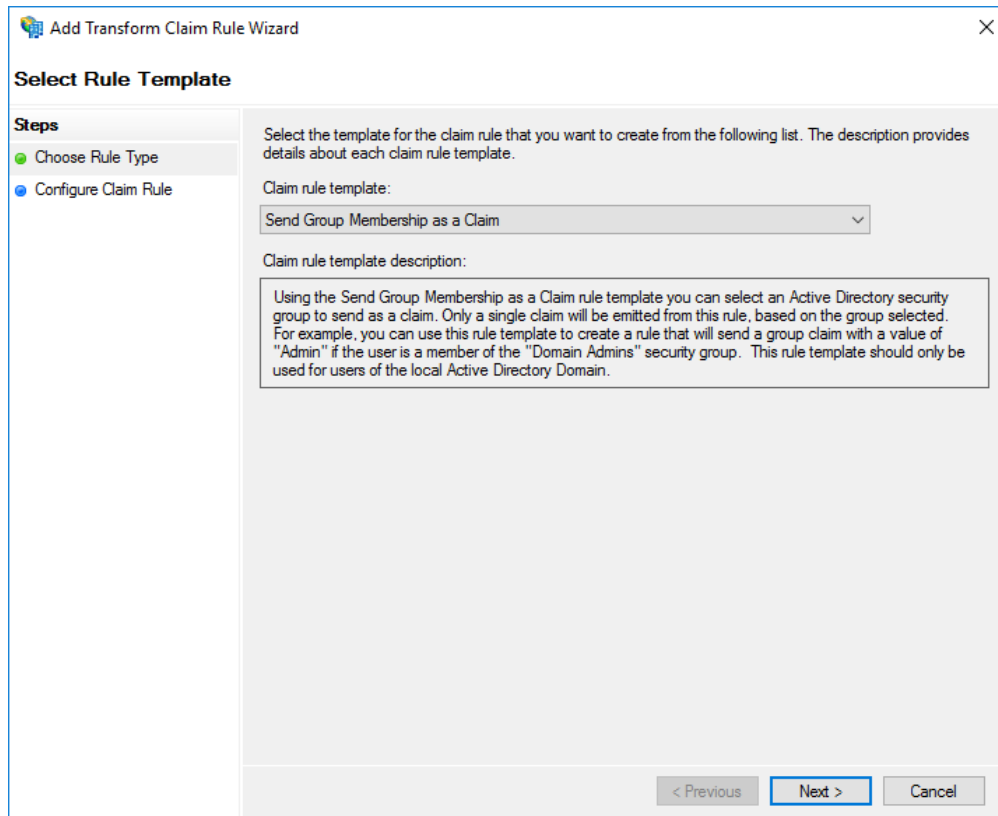 Add Transform Claim Rule Wizard
Select Rule Template
Steps
Choose Rule Type
Configure Claim Rule
Select the template for the claim rule that you want to create from the following list. The description provides
details about each claim rule template.
Claim rule template:
Send Group Membership as a Claim
Claim rule template description:
Using the Send Group Membership as a Claim rule template you can select an Active Directory security
group to send as a claim. Only a single claim will be emitted from this rule, based on the group selected.
For example, you can use this rule template to create a rule that will send a group claim with a value of
"Admin" if the user is a member of the "Domain Admins" security group. This rule template should only be
used for users of the local Active Directory Domain.
< Previous
Next >
Cancel